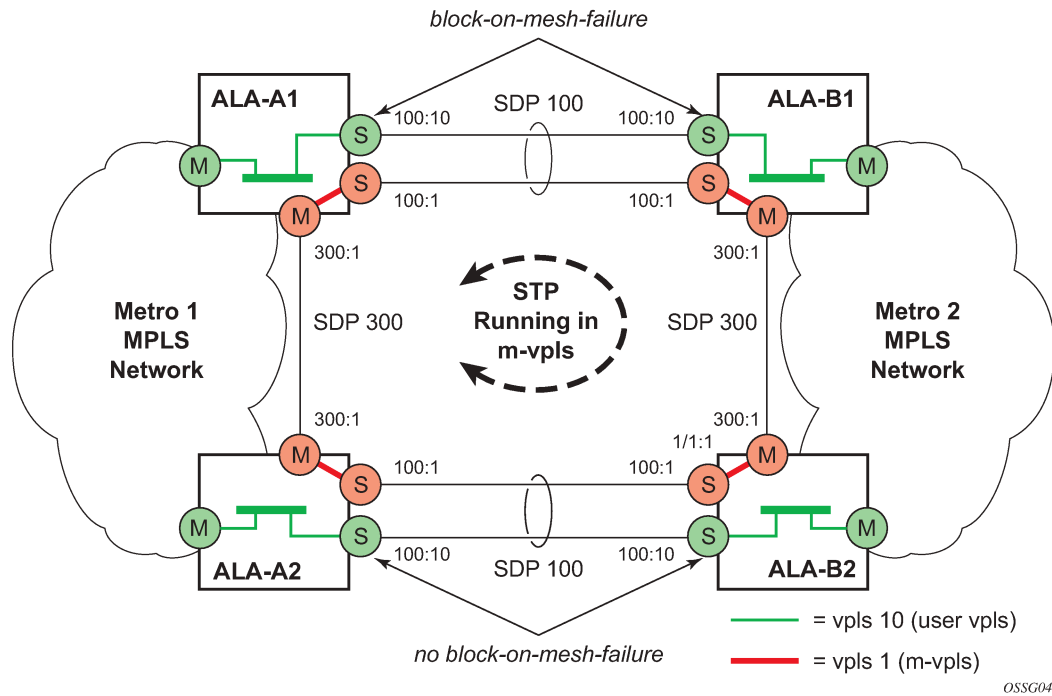 block-on-mesh-failure
ALA-A1
ALA-B1
SDP 100
100:10
100:10
S
S
M
M
S
S
100:1
100:1
M
M
300:1
300:1
Metro 1
MPLS
Network
SDP 300
STP
Running in
m-vpls
SDP 300
Metro 2
MPLS
Network
300:1
300:1
1/1:1
M
M
100:1
100:1
S
S
M
M
S
S
100:10
100:10
ALA-A2
SDP 100
ALA-B2
= vpls 10 (user vpls)
no block-on-mesh-failure
= vpls 1 (m-vpls)
OSSG04